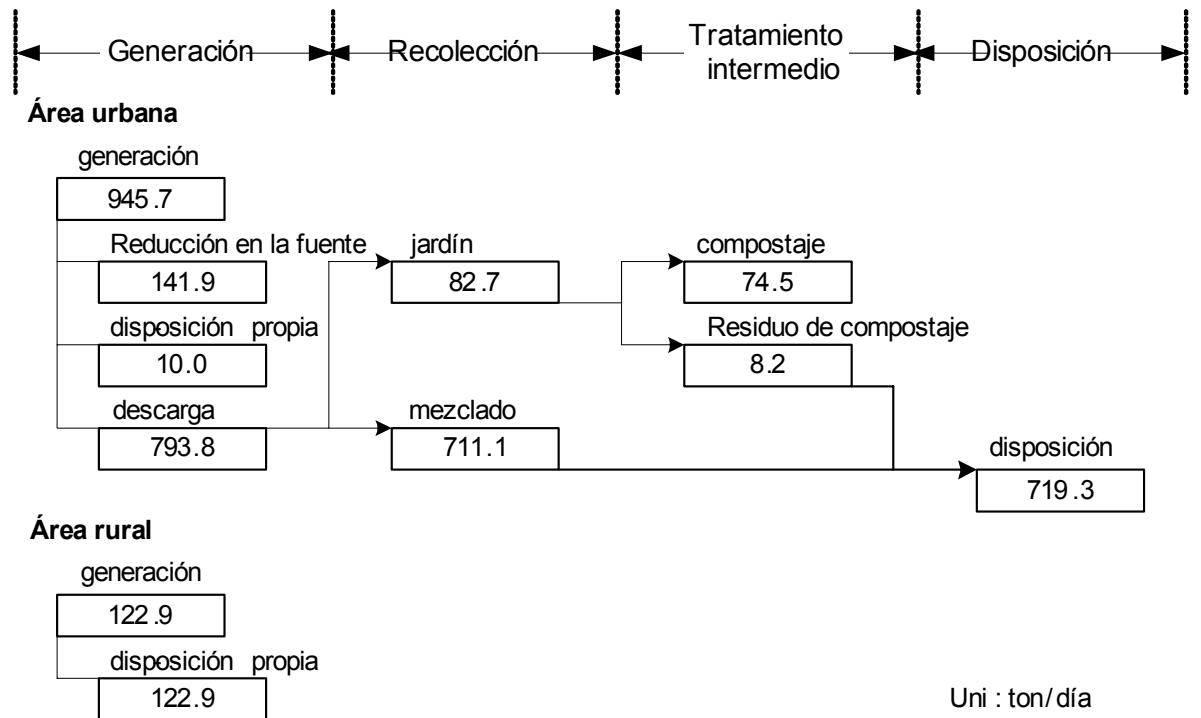 Generación Recolección Tratamiento intermedio Disposición
Área urbana
generación
945.7
Reducción en la fuente jardín compostaje
141.9 82.7 74.5
disposición propia Residuo de compostaje
10.0 8.2
descarga mezclado
793.8 711.1
disposición
719.3
Área rural
generación
122.9
disposición propia
122.9
Uni : ton/día